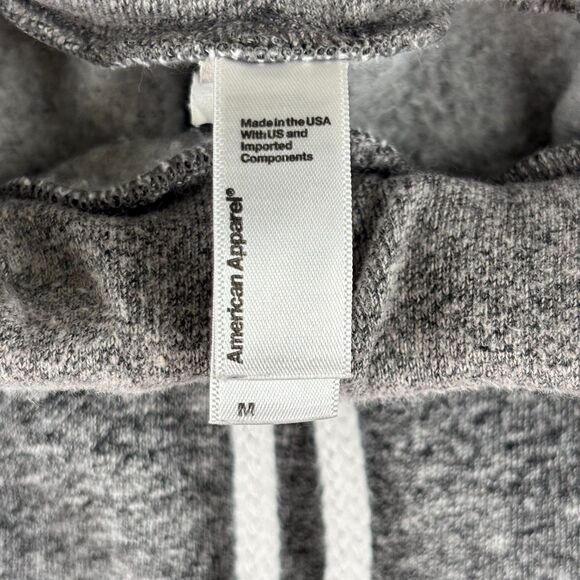 Made in the USA
With US and
Imported
Components
American Apparel®
M